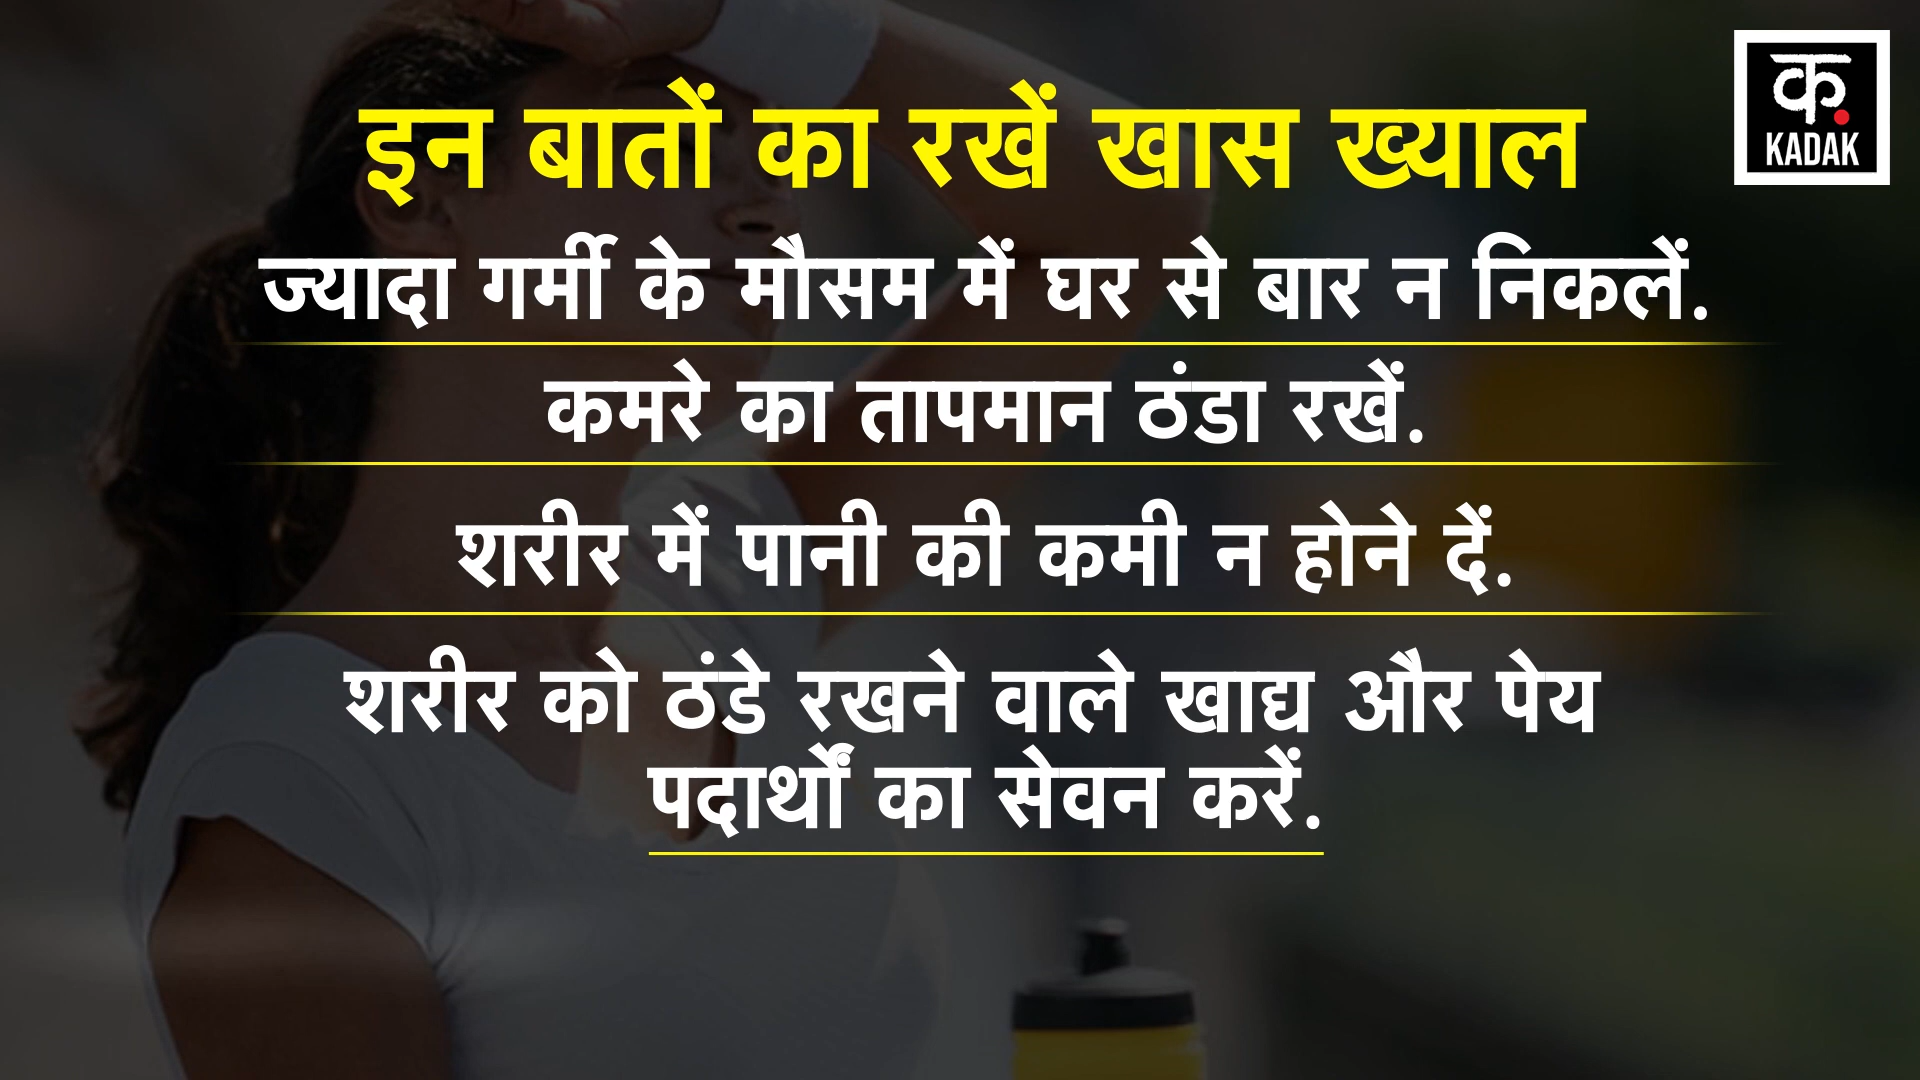 क.
KADAK
इन बातों का रखें खास ख्याल
ज्यादा गर्मी के मौसम में घर से बार न निकलें.
कमरे का तापमान ठंडा रखें.
शरीर में पानी की कमी न होने दें.
शरीर को ठंडे रखने वाले खाद्य और पेय
पदार्थों का सेवन करें.